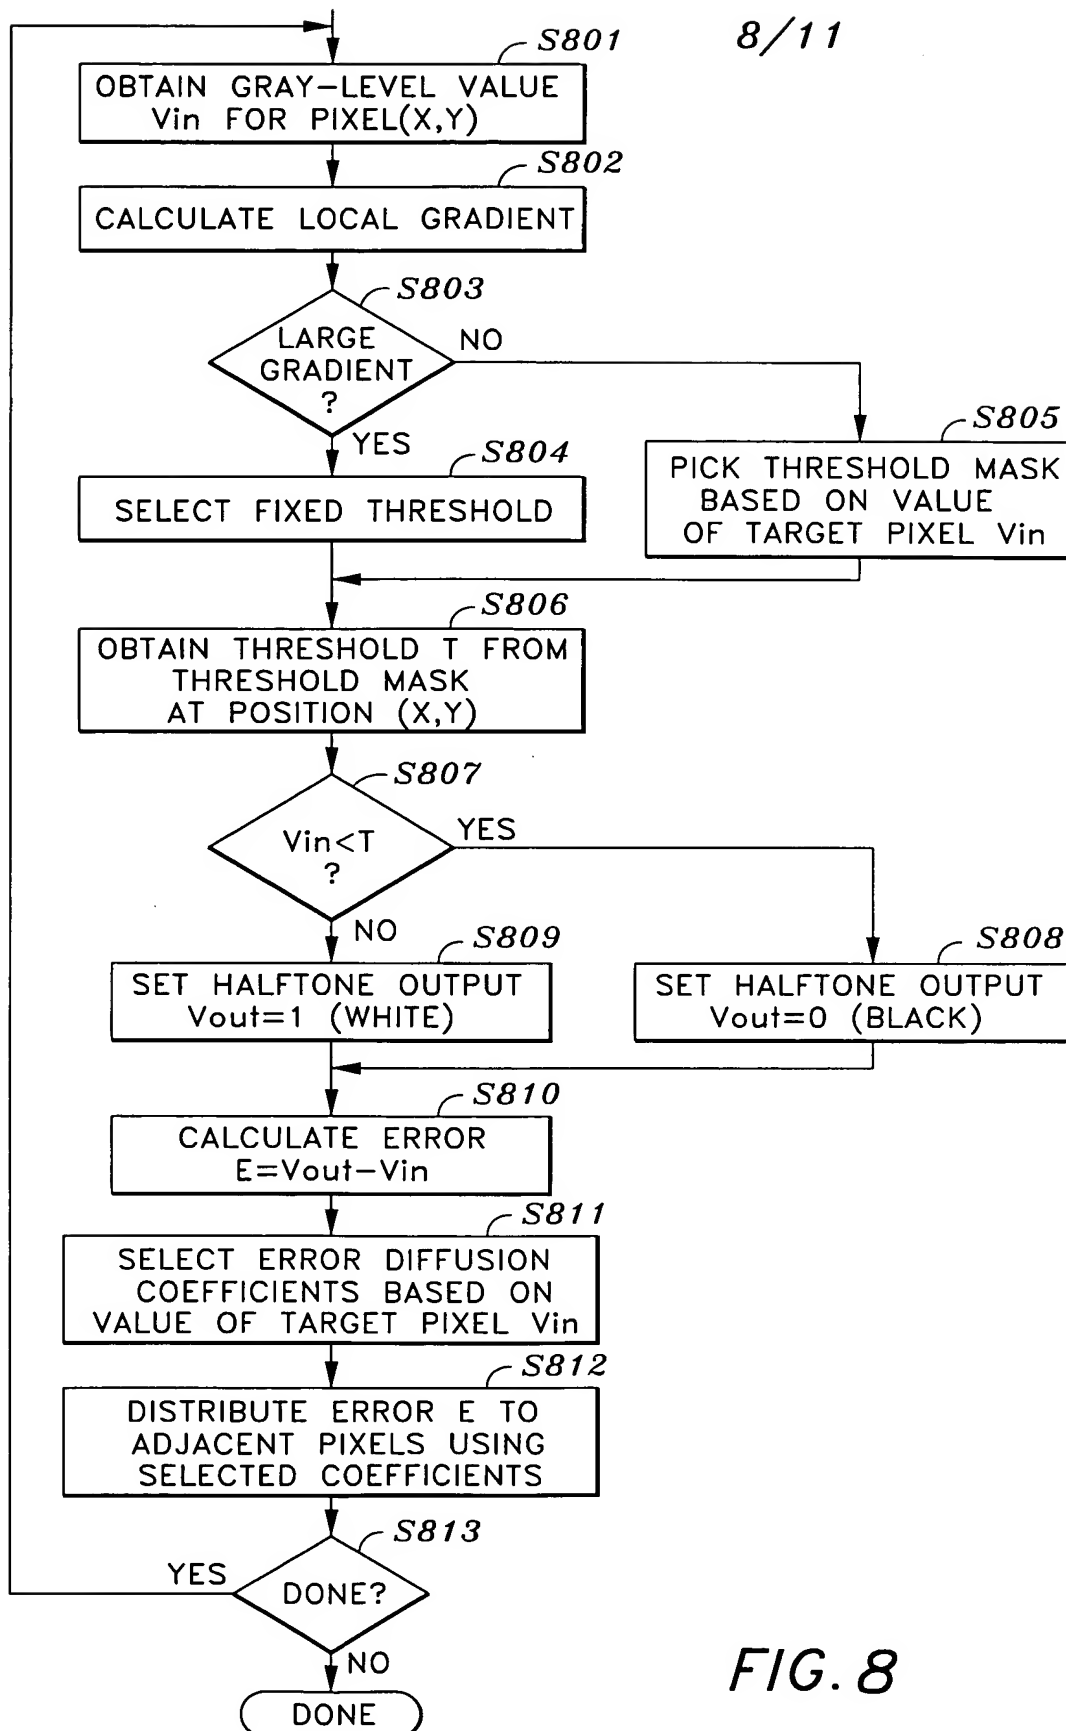 8/11
S801
OBTAIN GRAY-LEVEL VALUE
Vin FOR PIXEL(X,Y)
S802
CALCULATE LOCAL GRADIENT
S803
LARGE
GRADIENT
?
NO
YES
S804
SELECT FIXED THRESHOLD
S805
PICK THRESHOLD MASK
BASED ON VALUE
OF TARGET PIXEL Vin
S806
OBTAIN THRESHOLD T FROM
THRESHOLD MASK
AT POSITION (X,Y)
S807
Vin<T
?
YES
NO
S809
SET HALFTONE OUTPUT
Vout=1 (WHITE)
S808
SET HALFTONE OUTPUT
Vout=0 (BLACK)
S810
CALCULATE ERROR
E=Vout-Vin
S811
SELECT ERROR DIFFUSION
COEFFICIENTS BASED ON
VALUE OF TARGET PIXEL Vin
S812
DISTRIBUTE ERROR E TO
ADJACENT PIXELS USING
SELECTED COEFFICIENTS
S813
YES
DONE?
NO
DONE
FIG. 8